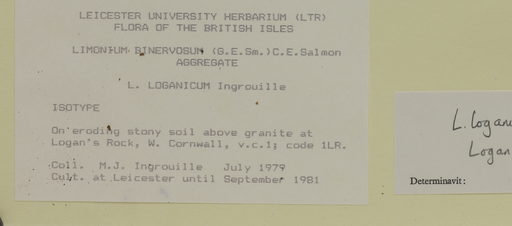 LEICESTER UNIVERSITY HERBARIUM (LTR)
FLORA OF THE BRITISH ISLES
LIMONIUM BINERVOSUM (G.E.Sm.)C.E.Salmon
AGGREGATE
L. LOGANICUM Ingrouille
ISOTYPE
On eroding stony soil above granite at
Logan's Rock, W. Cornwall, v.c.1; code 1LR.
Coll. M.J. Ingrouille July 1979
Cult. at Leicester until September 1981
L. logan
Logan
Determinavit: